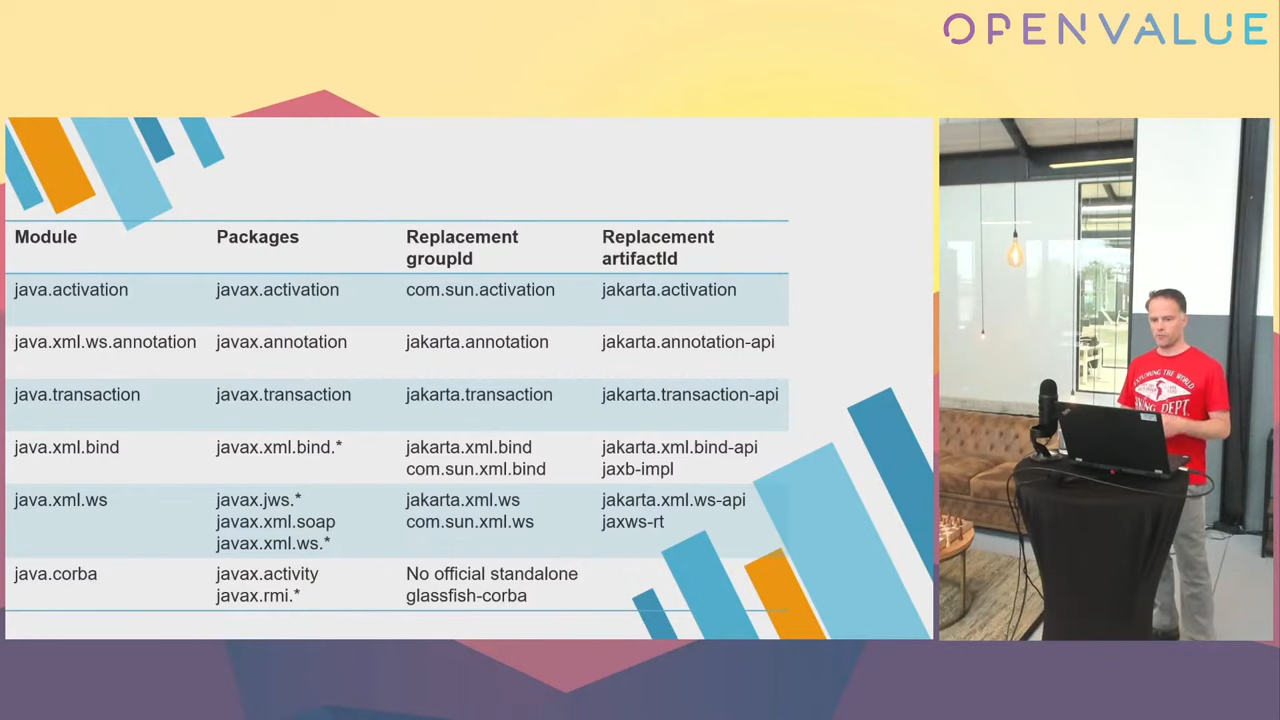 OPENVALUE
Module Packages Replacement groupId Replacement artifactId
java.activation javax.activation com.sun.activation jakarta.activation
java.xml.ws.annotation javax.annotation jakarta.annotation jakarta.annotation-api
java.transaction javax.transaction jakarta.transaction jakarta.transaction-api
java.xml.bind javax.xml.bind.* jakarta.xml.bind jakarta.xml.bind-api
com.sun.xml.bind jaxb-impl
java.xml.ws javax.jws.* jakarta.xml.ws jakarta.xml.ws-api
javax.xml.soap com.sun.xml.ws jaxws-rt
javax.xml.ws.*
java.corba javax.activity No official standalone
javax.rmi.* glassfish-corba
EXPLORING THE WORLD
DEPT.